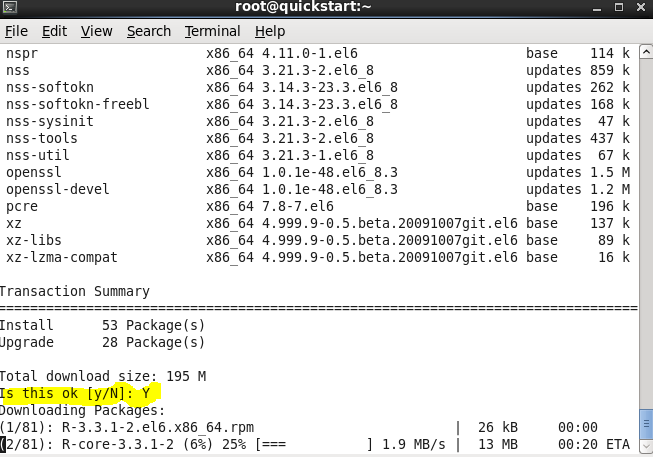 root@quickstart:~
File Edit View Search Terminal Help
nspr x86_64 4.11.0-1.el6 base 114 k
nss x86_64 3.21.3-2.el6_8 updates 859 k
nss-softokn x86_64 3.14.3-23.3.el6_8 updates 262 k
nss-softokn-freebl x86_64 3.14.3-23.3.el6_8 updates 168 k
nss-sysinit x86_64 3.21.3-2.el6_8 updates 47 k
nss-tools x86_64 3.21.3-2.el6_8 updates 437 k
nss-util x86_64 3.21.3-1.el6_8 updates 67 k
openssl x86_64 1.0.1e-48.el6_8.3 updates 1.5 M
openssl-devel x86_64 1.0.1e-48.el6_8.3 updates 1.2 M
pcre x86_64 7.8-7.el6 base 196 k
xz x86_64 4.999.9-0.5.beta.20091007git.el6 base 137 k
xz-libs x86_64 4.999.9-0.5.beta.20091007git.el6 base 89 k
xz-lzma-compat x86_64 4.999.9-0.5.beta.20091007git.el6 base 16 k
Transaction Summary
================================================================================
Install 53 Package(s)
Upgrade 28 Package(s)
Total download size: 195 M
Is this ok [y/N]: Y
Downloading Packages:
(1/81): R-3.3.1-2.el6.x86_64.rpm | 26 kB 00:00
(2/81): R-core-3.3.1-2 (6%) 25% [=== ] 1.9 MB/s | 13 MB 00:20 ETA